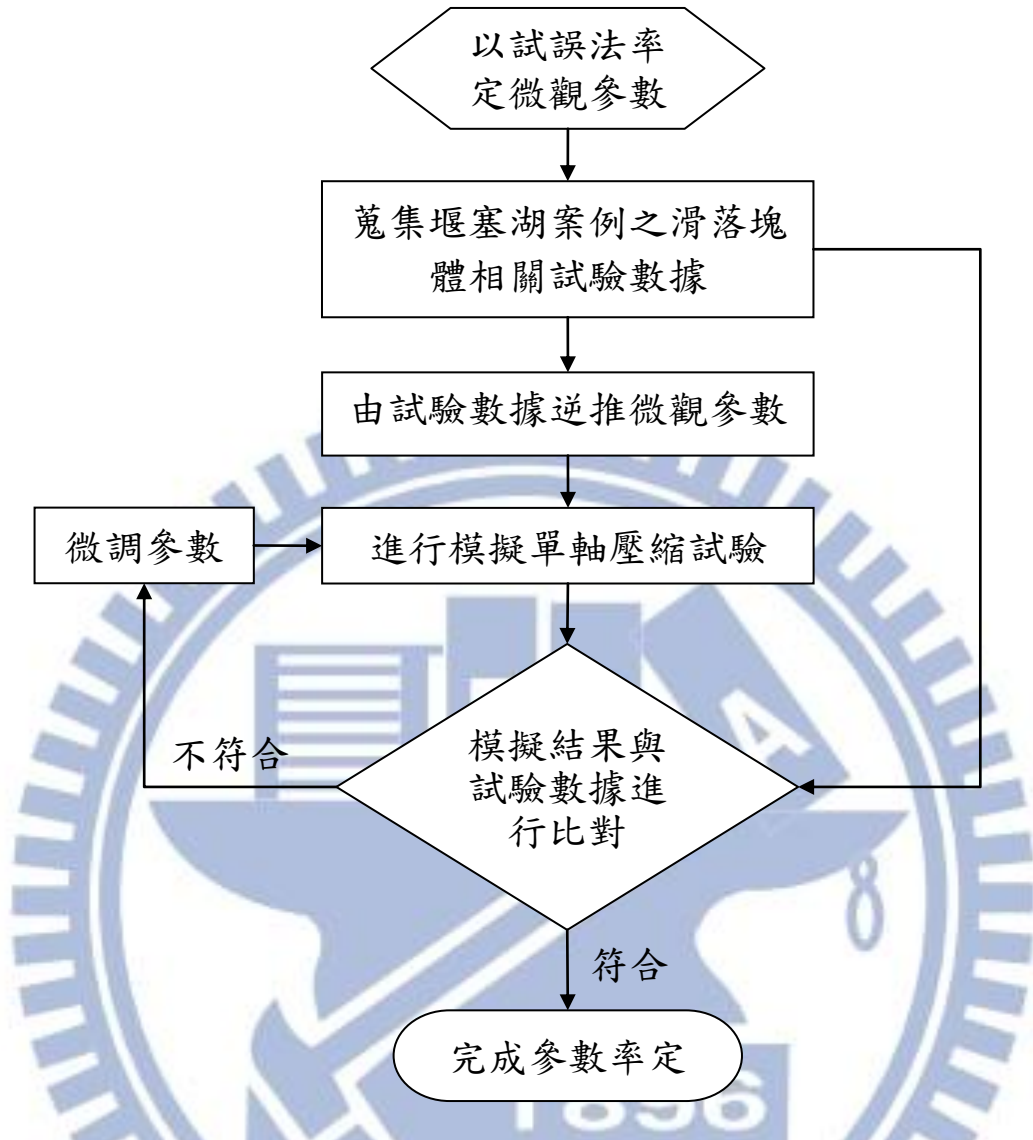 以試誤法率
定微觀參數
蒐集堰塞湖案例之滑落塊
體相關試驗數據
由試驗數據逆推微觀參數
微調參數
進行模擬單軸壓縮試驗
不符合
模擬結果與
試驗數據進
行比對
符合
完成參數率定
A
8
1896